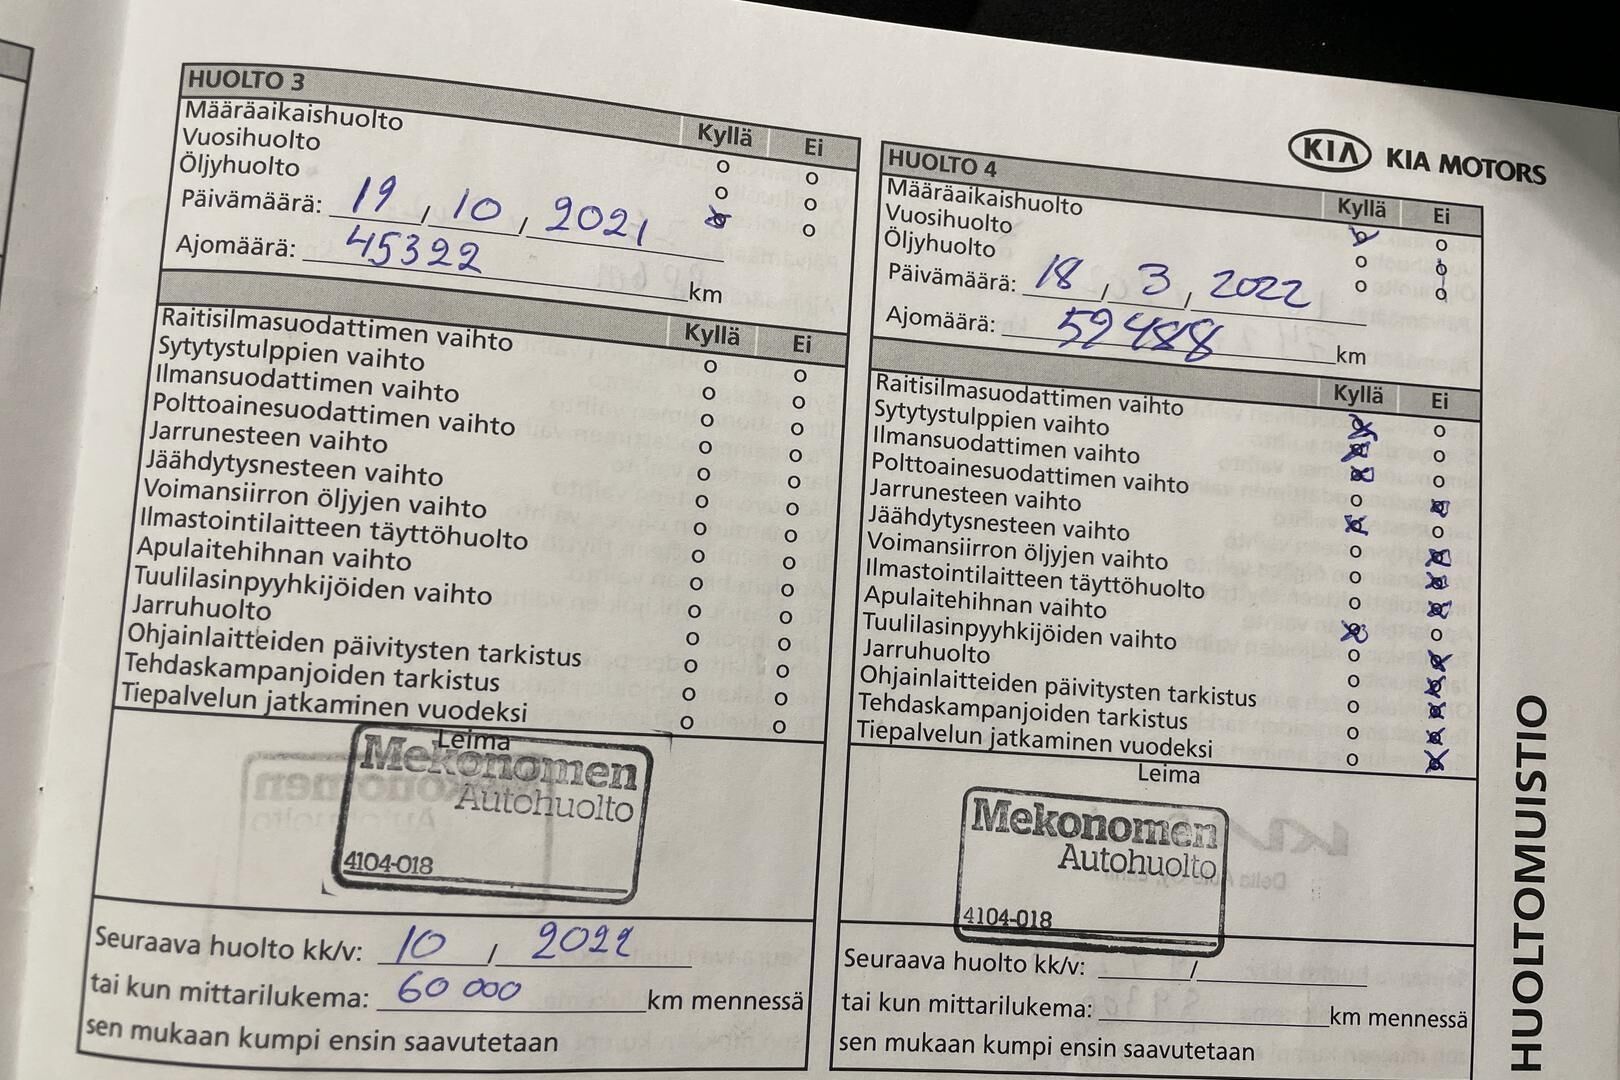 HUOLTO 3
Kyllä Ei
Määräaikaishuolto
Vuosihuolto
Öljyhuolto
Päivämäärä: 19 / 10 / 2021
Ajomäärä: 45322 km
Kyllä Ei
Raitisilmasuodattimen vaihto
Sytytystulppien vaihto
Ilmansuodattimen vaihto
Polttoainesuodattimen vaihto
Jarrunesteen vaihto
Jäähdytysnesteen vaihto
Voimansiirron öljyjen vaihto
Ilmastointilaitteen täyttöhuolto
Apulaitehihnan vaihto
Tuulilasinpyyhkijöiden vaihto
Jarruhuolto
Ohjainlaitteiden päivitysten tarkistus
Tehdaskampanjoiden tarkistus
Tiepalvelun jatkaminen vuodeksi
Leima
Mekonomen
Autohuolto
4104-018
Seuraava huolto kk/v: 10 / 2022
tai kun mittarilukema: 60 000 km mennessä
sen mukaan kumpi ensin saavutetaan
KIA KIA MOTORS
HUOLTO 4
Kyllä Ei
Määräaikaishuolto
Vuosihuolto
Öljyhuolto
Päivämäärä: 18 / 3 / 2022
Ajomäärä: 59488 km
Kyllä Ei
Raitisilmasuodattimen vaihto
Sytytystulppien vaihto
Ilmansuodattimen vaihto
Polttoainesuodattimen vaihto
Jarrunesteen vaihto
Jäähdytysnesteen vaihto
Voimansiirron öljyjen vaihto
Ilmastointilaitteen täyttöhuolto
Apulaitehihnan vaihto
Tuulilasinpyyhkijöiden vaihto
Jarruhuolto
Ohjainlaitteiden päivitysten tarkistus
Tehdaskampanjoiden tarkistus
Tiepalvelun jatkaminen vuodeksi
Leima
Mekonomen
Autohuolto
4104-018
Seuraava huolto kk/v: /
tai kun mittarilukema: km mennessä
sen mukaan kumpi ensin saavutetaan
HUOLTOMUISTIO